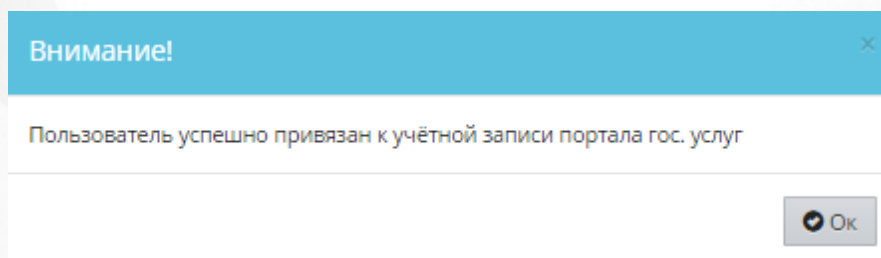 Внимание!
×
Пользователь успешно привязан к учётной записи портала гос. услуг
Ок